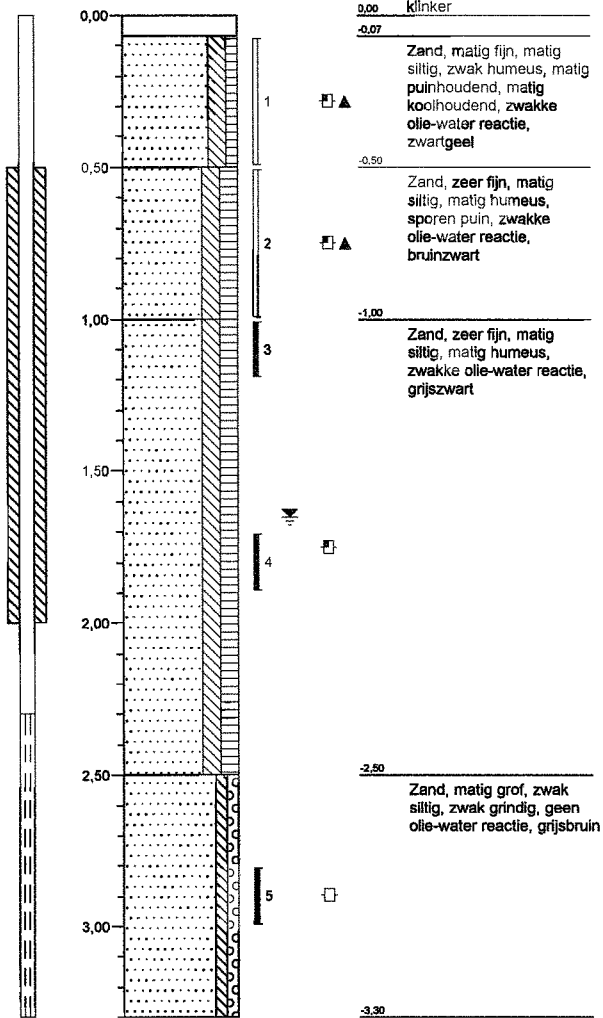 0,00
0,50
1,00
1,50
2,00
2,50
3,00
1
2
3
4
5
0,00
klinker
-0,07
Zand, matig fijn, matig
siltig, zwak humeus, matig
puinhoudend, matig
koolhoudend, zwakke
olie-water reactie,
zwartgeel
-0,50
Zand, zeer fijn, matig
siltig, matig humeus,
sporen puin, zwakke
olie-water reactie,
bruinzwart
-1,00
Zand, zeer fijn, matig
siltig, matig humeus,
zwakke olie-water reactie,
grijszwart
-2,50
Zand, matig grof, zwak
siltig, zwak grindig, geen
olie-water reactie, grijsbruin
-3,30